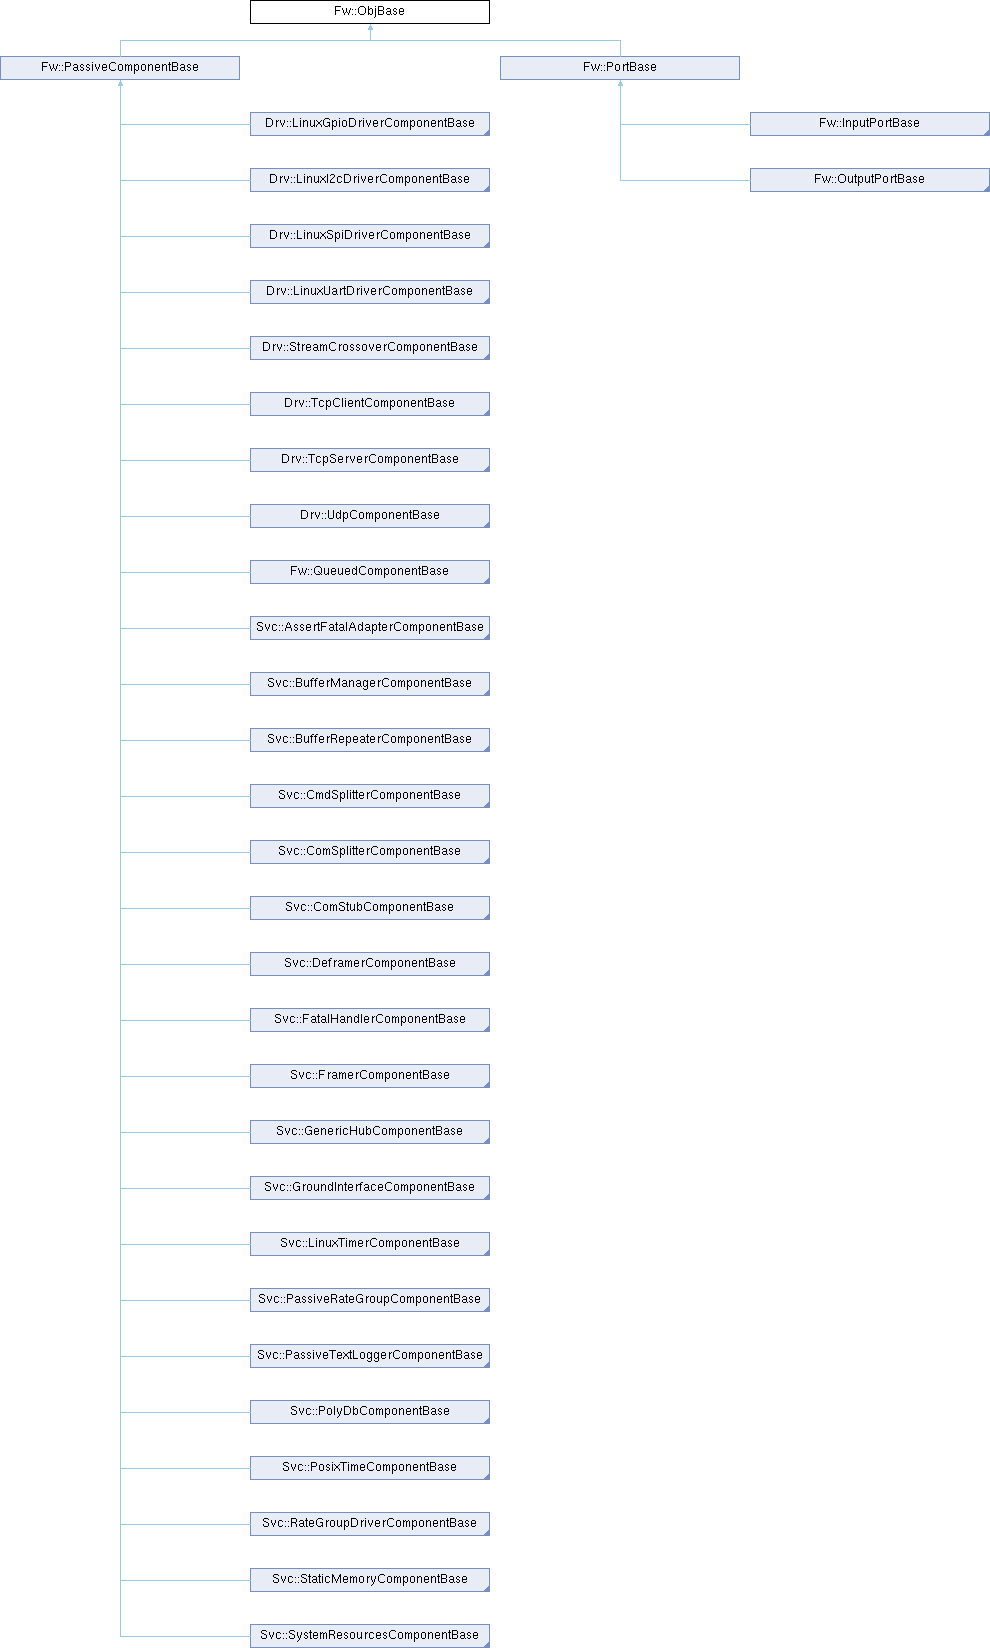 Fw::ObjBase
Fw::PassiveComponentBase
Fw::PortBase
Drv::LinuxGpioDriverComponentBase
Fw::InputPortBase
Drv::LinuxI2cDriverComponentBase
Fw::OutputPortBase
Drv::LinuxSpiDriverComponentBase
Drv::LinuxUartDriverComponentBase
Drv::StreamCrossoverComponentBase
Drv::TcpClientComponentBase
Drv::TcpServerComponentBase
Drv::UdpComponentBase
Fw::QueuedComponentBase
Svc::AssertFatalAdapterComponentBase
Svc::BufferManagerComponentBase
Svc::BufferRepeaterComponentBase
Svc::CmdSplitterComponentBase
Svc::ComSplitterComponentBase
Svc::ComStubComponentBase
Svc::DeframerComponentBase
Svc::FatalHandlerComponentBase
Svc::FramerComponentBase
Svc::GenericHubComponentBase
Svc::GroundInterfaceComponentBase
Svc::LinuxTimerComponentBase
Svc::PassiveRateGroupComponentBase
Svc::PassiveTextLoggerComponentBase
Svc::PolyDbComponentBase
Svc::PosixTimeComponentBase
Svc::RateGroupDriverComponentBase
Svc::StaticMemoryComponentBase
Svc::SystemResourcesComponentBase